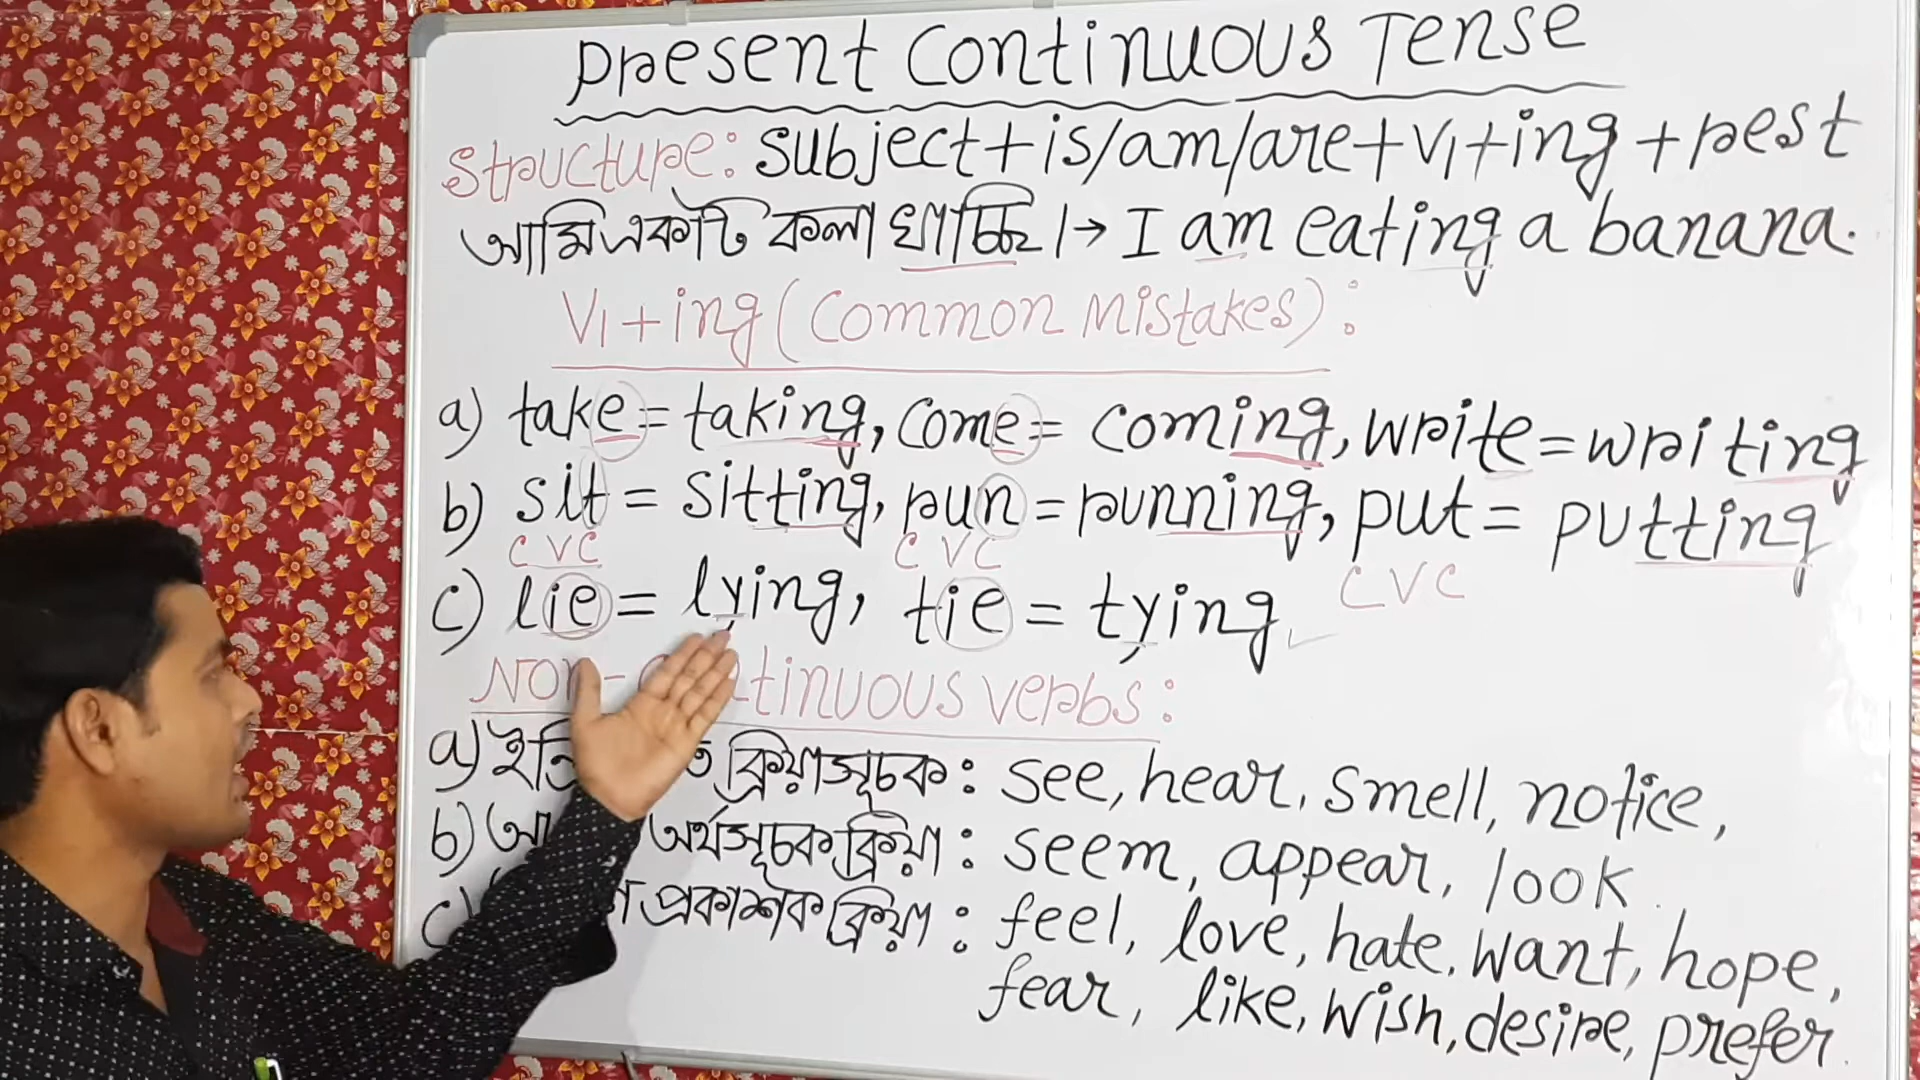 Present Continuous Tense
Structure: Subject+is/am/are+V1+ing+rest
আমি একটি কলা খাচ্ছি।→ I am eating a banana.
V1+ing (Common Mistakes):
a) take = taking, come = coming, write = writing
b) sit = sitting, run = running, put = putting
CVC CVC CVC
c) lie = lying, tie = tying
Non- tinuous verbs:
a) ক্রিয়াসূচক: see, hear, smell, notice,
b) অর্থসূচক ক্রিয়া: seem, appear, look.
c) প্রকাশক ক্রিয়া: feel, love, hate, want, hope,
fear, like, wish, desire, prefer.